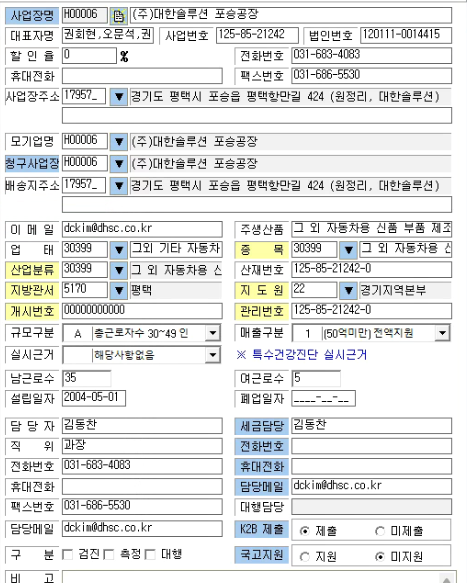 사업장명 H00006 (주)대한솔루션 포승공장
대표자명 권회현,오문석,권 사업번호 125-85-21242 법인번호 120111-0014415
할 인 율 0 % 전화번호 031-683-4083
휴대전화 팩스번호 031-686-5530
사업장주소 17957_ 경기도 평택시 포승읍 평택항만길 424 (원정리, 대한솔루션)
모기업명 H00006 (주)대한솔루션 포승공장
청구사업장 H00006 (주)대한솔루션 포승공장
배송지주소 17957_ 경기도 평택시 포승읍 평택항만길 424 (원정리, 대한솔루션)
이 메 일 dckim@dhsc.co.kr 주생산품 그 외 자동차용 신품 부품 제조
업 태 30399 그외 기타 자동차 종 목 30399 그 외 자동차용 신
산업분류 30399 그 외 자동차용 신 산재번호 125-85-21242-0
지방관서 5170 평택 지 도 원 22 경기지역본부
개시번호 00000000000 관리번호 125-85-21242-0
규모구분 A 총근로자수 30~49 인 매출구분 1 (50억미만) 전액지원
실시근거 해당사항없음 ※ 특수건강진단 실시근거
남근로수 35 여근로수 5
설립일자 2004-05-01 폐업일자 ____-__-__
담 당 자 김동찬 세금담당 김동찬
직 위 과장 전화번호
전화번호 031-683-4083 휴대전화
휴대전화 담당메일 dckim@dhsc.co.kr
팩스번호 031-686-5530 대행담당
담당메일 dckim@dhsc.co.kr K2B 제출 제출 미제출
구 분 검진 측정 대행 국고지원 지원 미지원
비 고